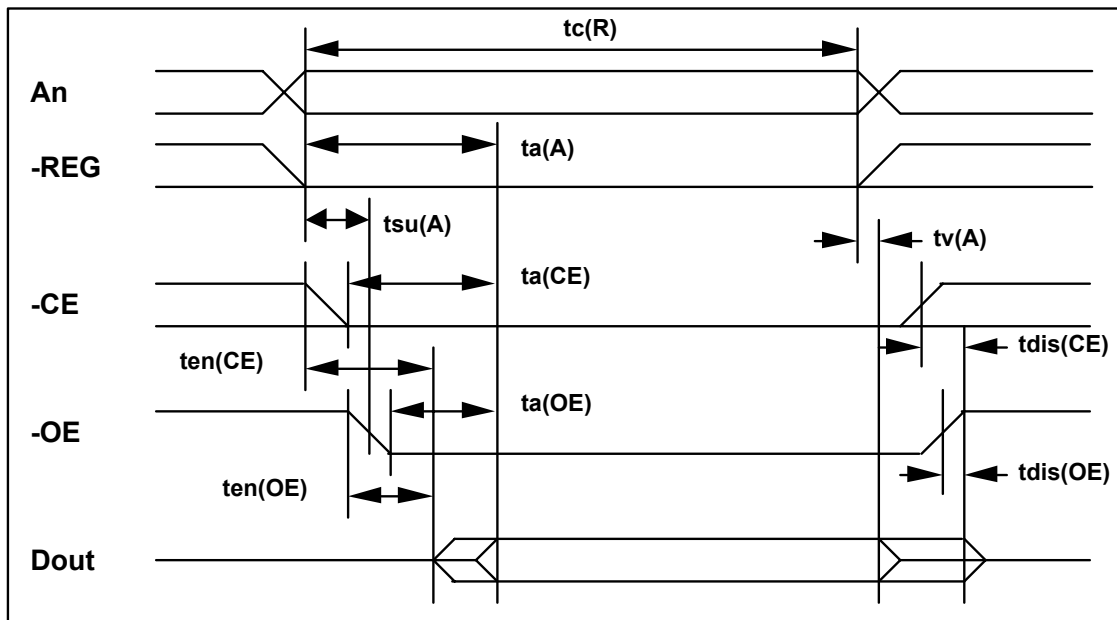 tc(R)
An
ta(A)
-REG
tsu(A)
tv(A)
ta(CE)
-CE
ten(CE)
tdis(CE)
ta(OE)
-OE
ten(OE)
tdis(OE)
Dout